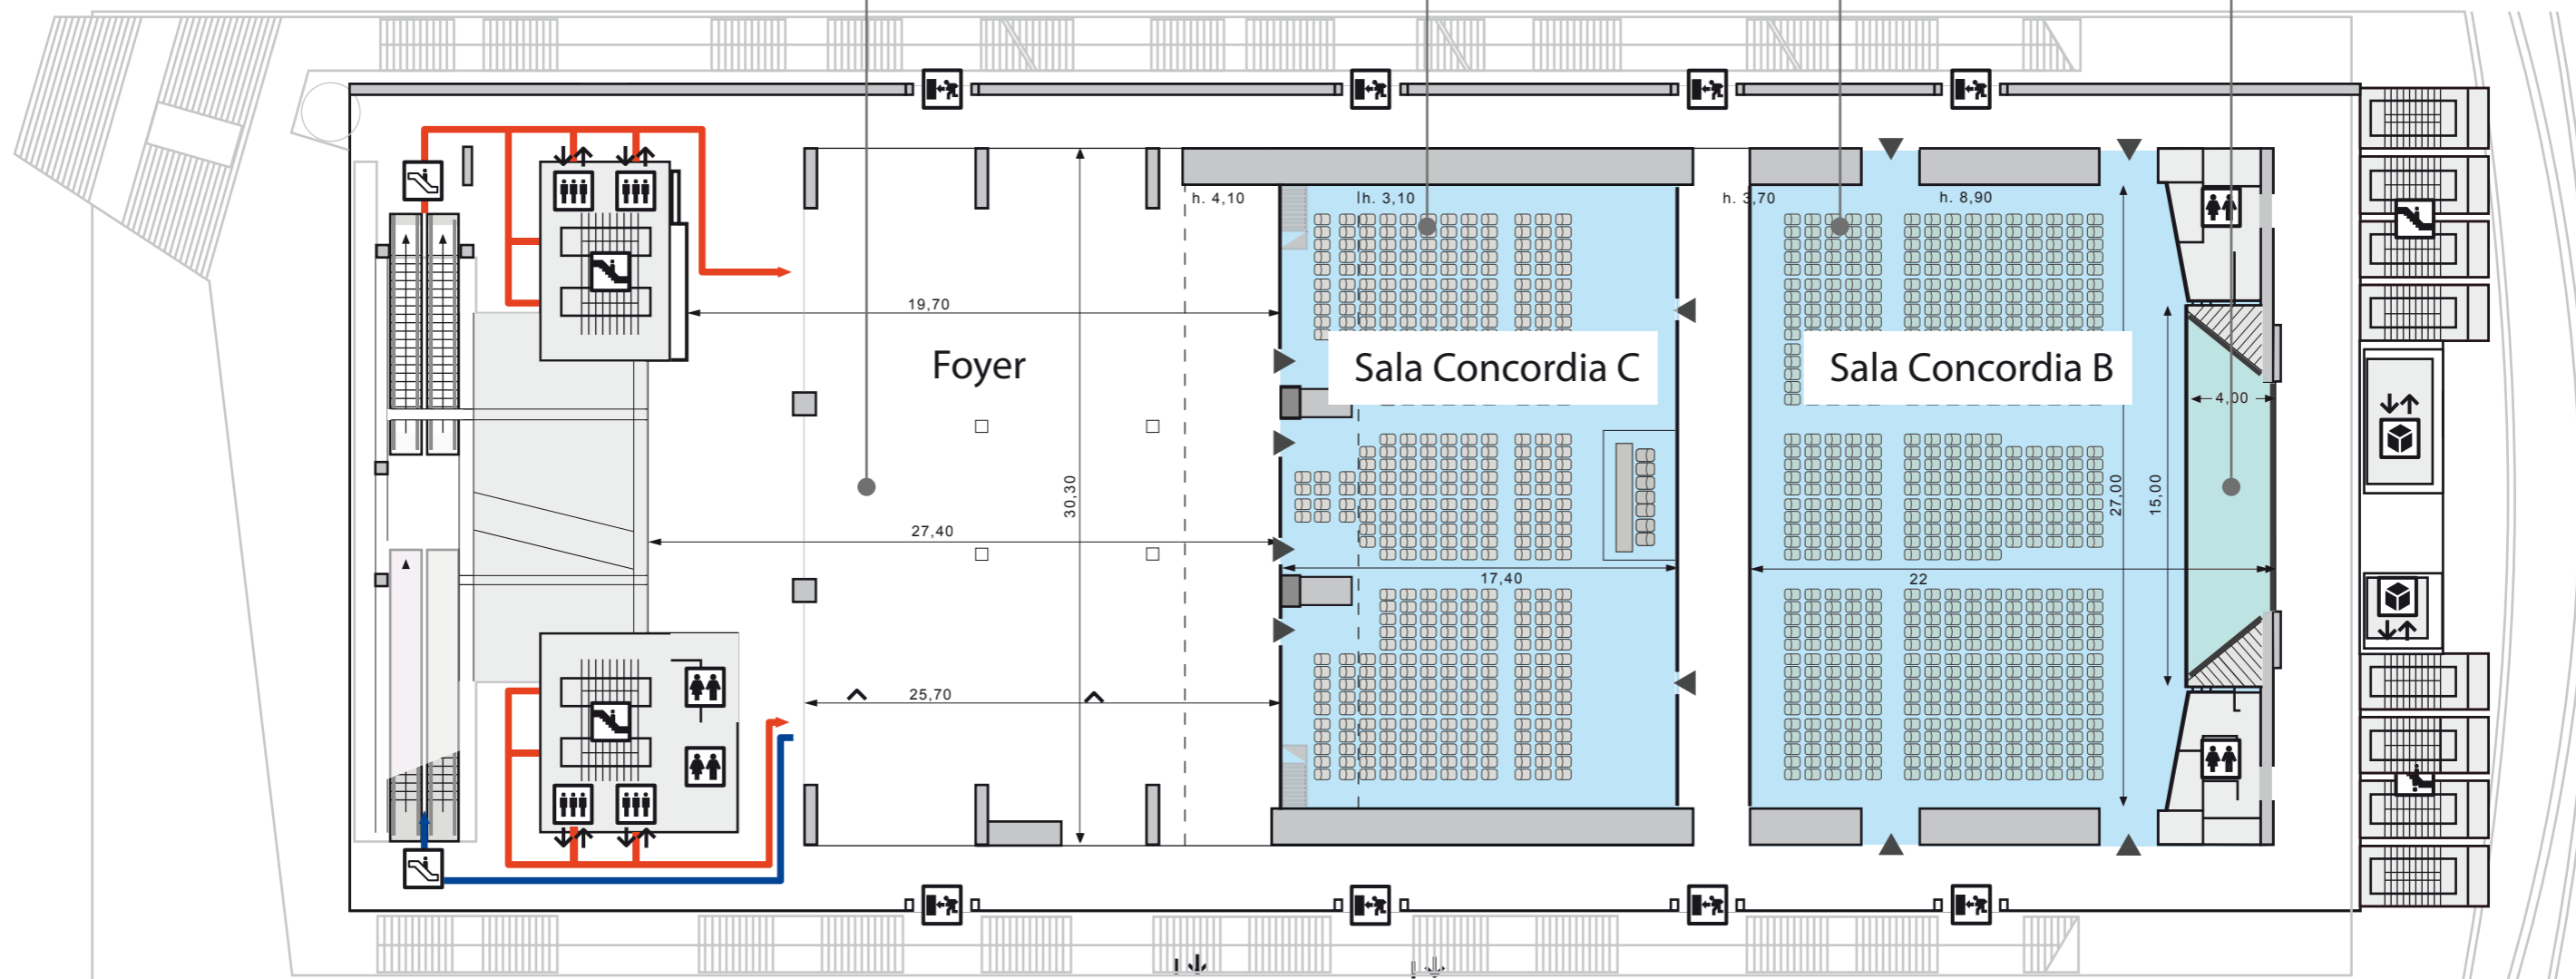 h. 4,10
h. 3,10
h. 3,70
h. 8,90
19,70
Foyer
Sala Concordia C
Sala Concordia B
4,00
30,30
27,00
15,00
27,40
17,40
22
25,70